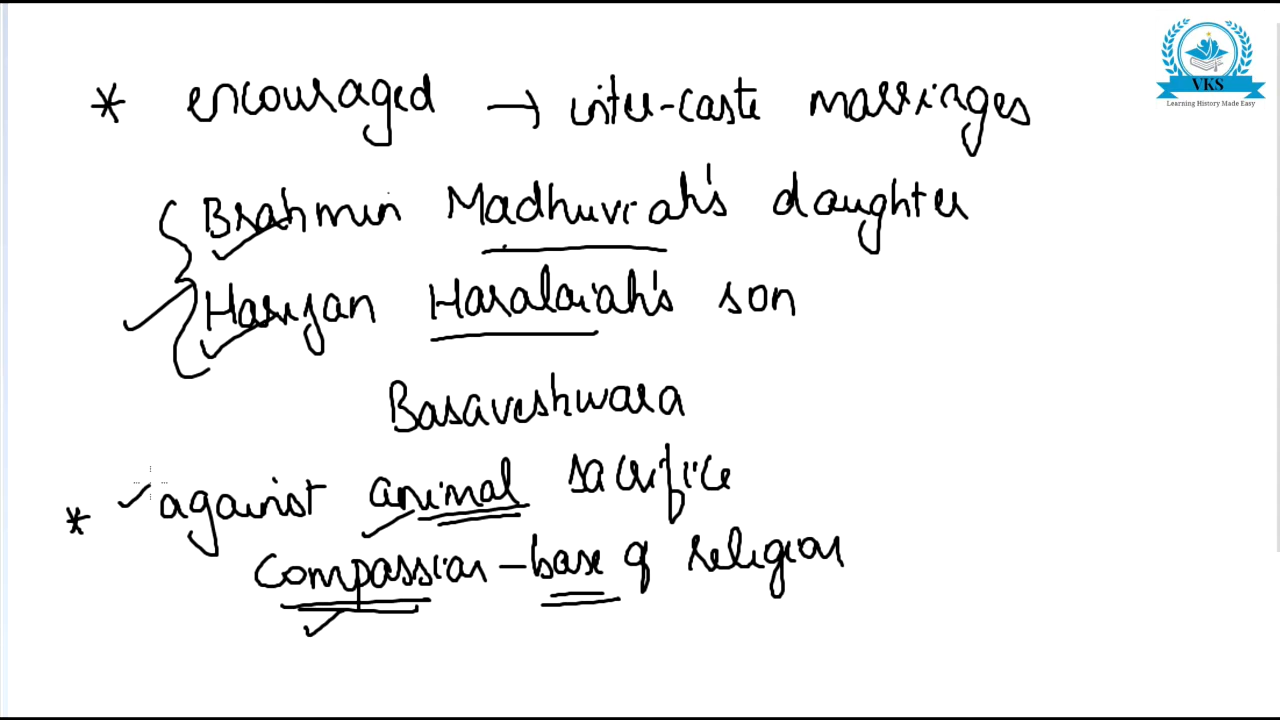 VKS
Learning History Made Easy
* encouraged → inter-caste marriages
Brahmin Madhuvrah's daughter
Harijan Haralaiah's son
Basaveshwara
* against animal sacrifice
Compassion - base of religion